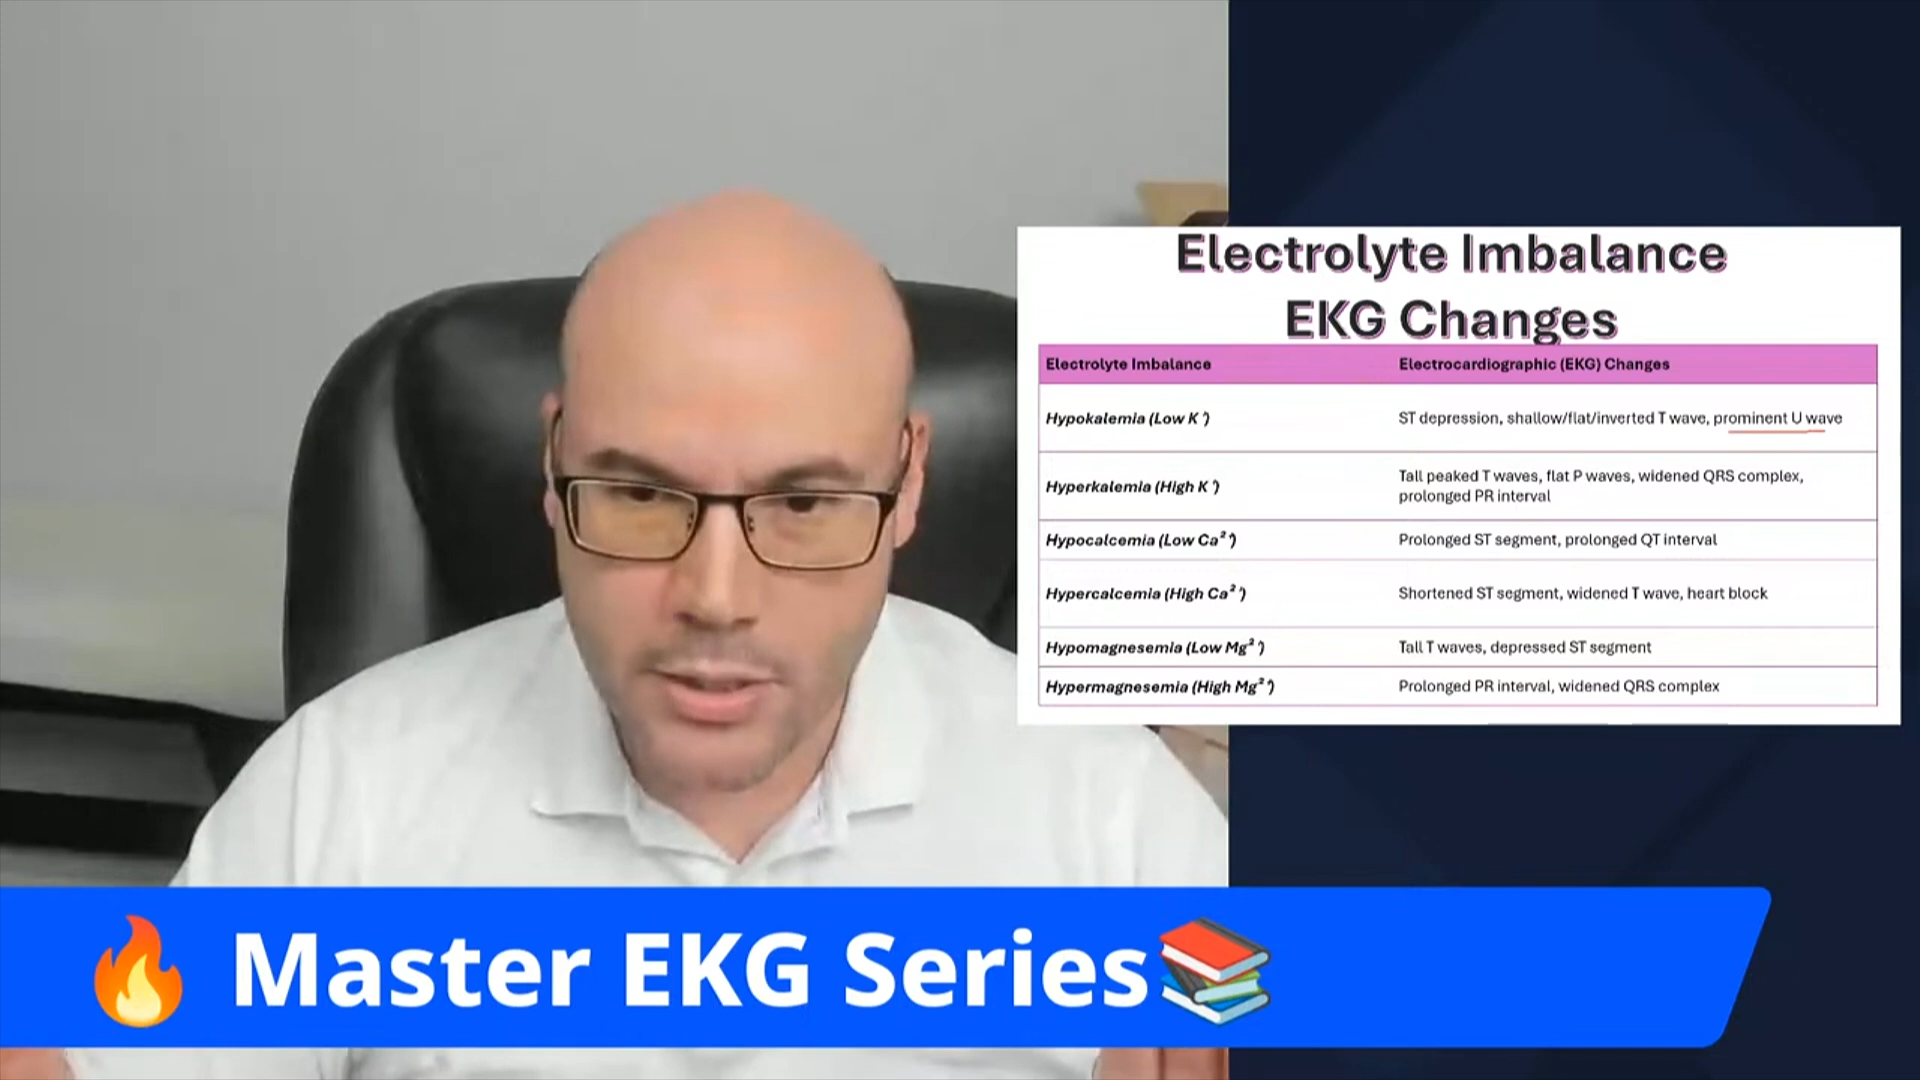 Electrolyte Imbalance
EKG Changes
Electrolyte Imbalance Electrocardiographic (EKG) Changes
Hypokalemia (Low K⁺) ST depression, shallow/flat/inverted T wave, prominent U wave
Hyperkalemia (High K⁺) Tall peaked T waves, flat P waves, widened QRS complex,
prolonged PR interval
Hypocalcemia (Low Ca²⁺) Prolonged ST segment, prolonged QT interval
Hypercalcemia (High Ca²⁺) Shortened ST segment, widened T wave, heart block
Hypomagnesemia (Low Mg²⁺) Tall T waves, depressed ST segment
Hypermagnesemia (High Mg²⁺) Prolonged PR interval, widened QRS complex
🔥 Master EKG Series📚